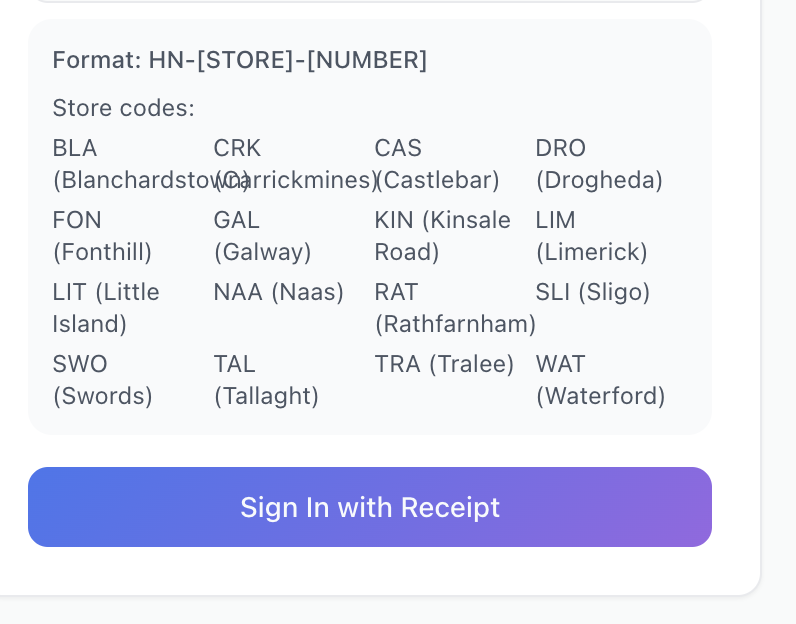 Format: HN-[STORE]-[NUMBER]
Store codes:
BLA
(Blanchardstown)
CRK
(Carrickmines)
CAS
(Castlebar)
DRO
(Drogheda)
FON
(Fonthill)
GAL
(Galway)
KIN (Kinsale
Road)
LIM
(Limerick)
LIT (Little
Island)
NAA (Naas)
RAT
(Rathfarnham)
SLI (Sligo)
SWO
(Swords)
TAL
(Tallaght)
TRA (Tralee)
WAT
(Waterford)
Sign In with Receipt